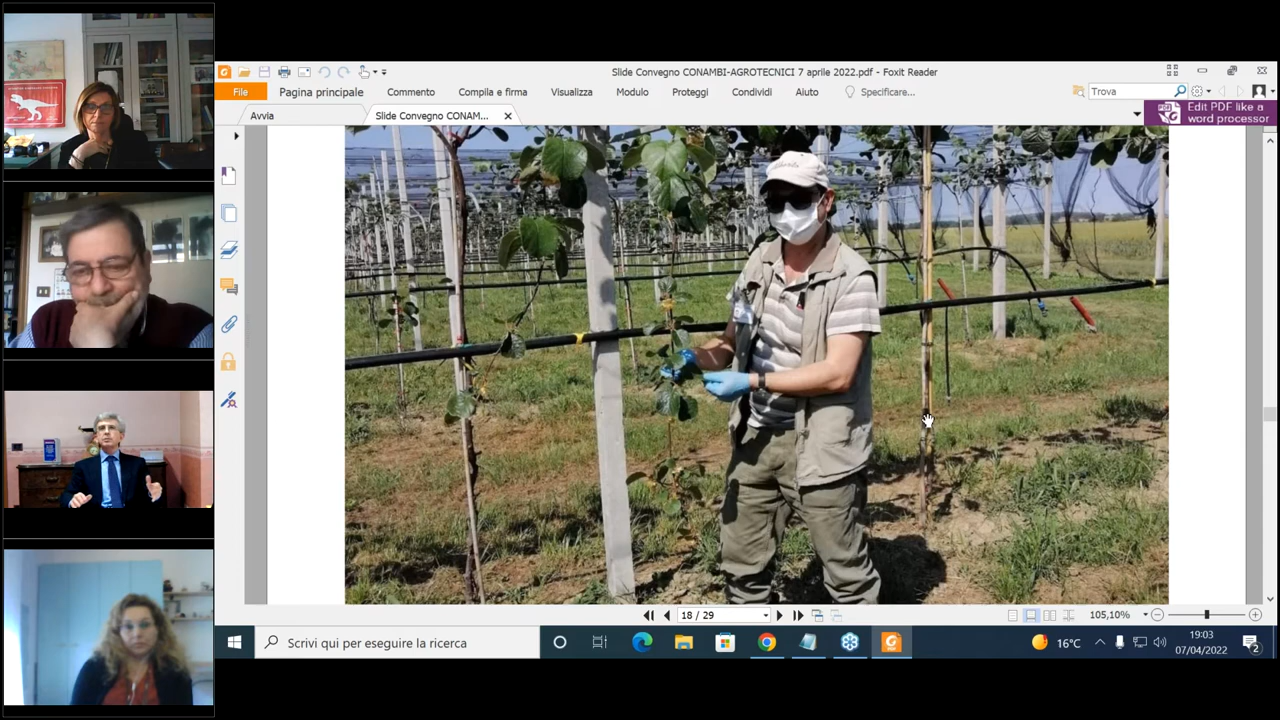 Slide Convegno CONAMBI-AGROTECNICI 7 aprile 2022.pdf - Foxit Reader
File Pagina principale Commento Compila e firma Visualizza Modulo Proteggi Condividi Aiuto Specificare... Trova
Avvia Slide Convegno CONAM...
Edit PDF like a
word processor
18 / 29 105,10%
Scrivi qui per eseguire la ricerca
16°C
19:03
07/04/2022
2